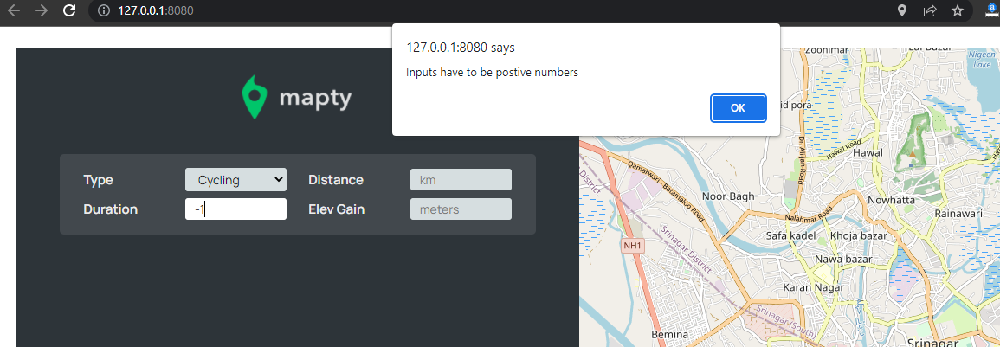 127.0.0.1:8080
127.0.0.1:8080 says
Inputs have to be postive numbers
OK
mapty
Type
Cycling
Distance
km
Duration
-1
Elev Gain
meters
Zoonimar
Nigeen
Lake
id pora
Dr. Ali Jan Road
Hawal Road
Hawal
Qamarwari - Batamaloo Road
District
Noor Bagh
Nowhatta
Nalahmar Road
Rainawari
Srinagar District
Safa kadel
Khoja bazar
NH1
Nawa bazar
Karan Nagar
Srinagar (South)
Bemina
Srinagar